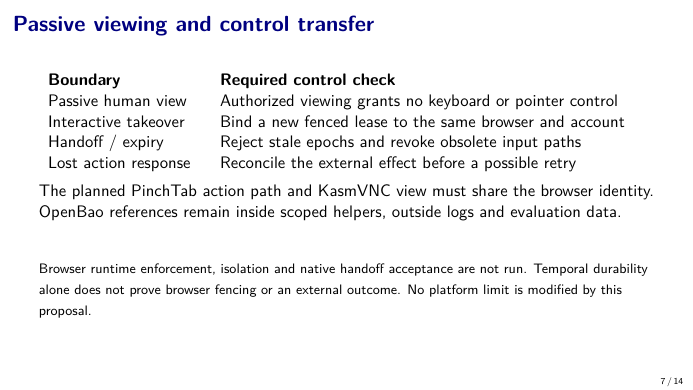 Passive viewing and control transfer
Boundary Required control check
Passive human view Authorized viewing grants no keyboard or pointer control
Interactive takeover Bind a new fenced lease to the same browser and account
Handoff / expiry Reject stale epochs and revoke obsolete input paths
Lost action response Reconcile the external effect before a possible retry
The planned PinchTab action path and KasmVNC view must share the browser identity.
OpenBao references remain inside scoped helpers, outside logs and evaluation data.
Browser runtime enforcement, isolation and native handoff acceptance are not run. Temporal durability
alone does not prove browser fencing or an external outcome. No platform limit is modified by this
proposal.
7 / 14